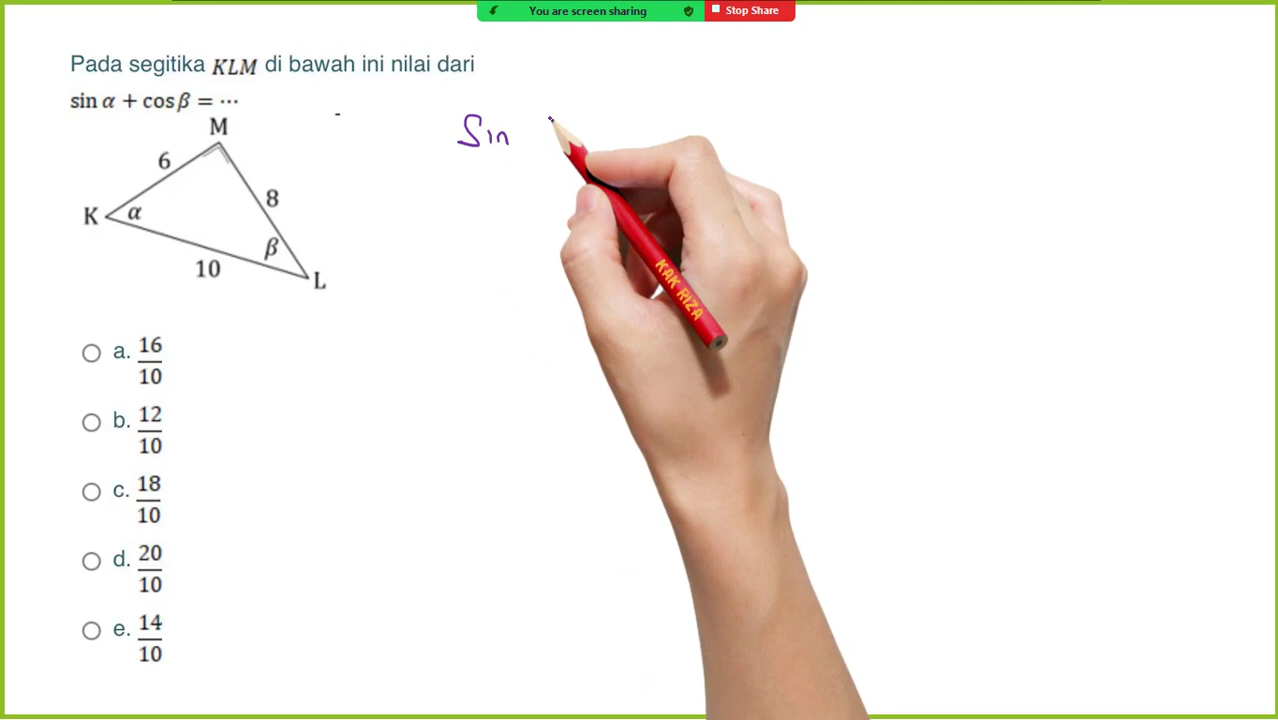 You are screen sharing
Stop Share
Pada segitika KLM di bawah ini nilai dari
sin α + cos β = ⋯
Sin
M
6
8
K
α
β
10
L
KAK RIZA
a. 16/10
b. 12/10
c. 18/10
d. 20/10
e. 14/10